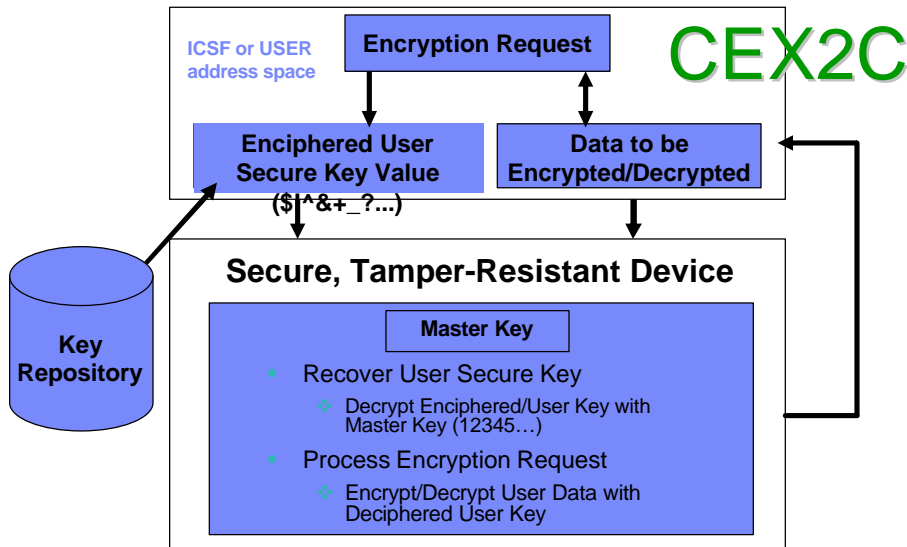 ICSF or USER
address space
Encryption Request
CEX2C
Enciphered User
Secure Key Value
($!^&+_?...)
Data to be
Encrypted/Decrypted
Key
Repository
Secure, Tamper-Resistant Device
Master Key
Recover User Secure Key
Decrypt Enciphered/User Key with
Master Key (12345…)
Process Encryption Request
Encrypt/Decrypt User Data with
Deciphered User Key